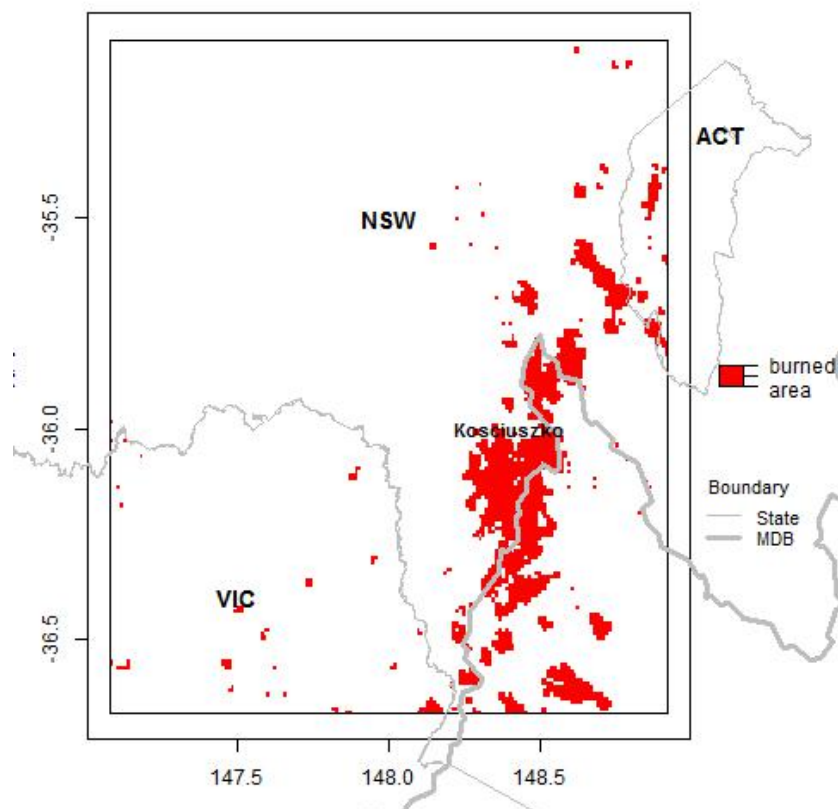 ACT
NSW
-35.5
burned
area
-36.0
Kosciuszko
Boundary
State
MDB
VIC
-36.5
147.5 148.0 148.5